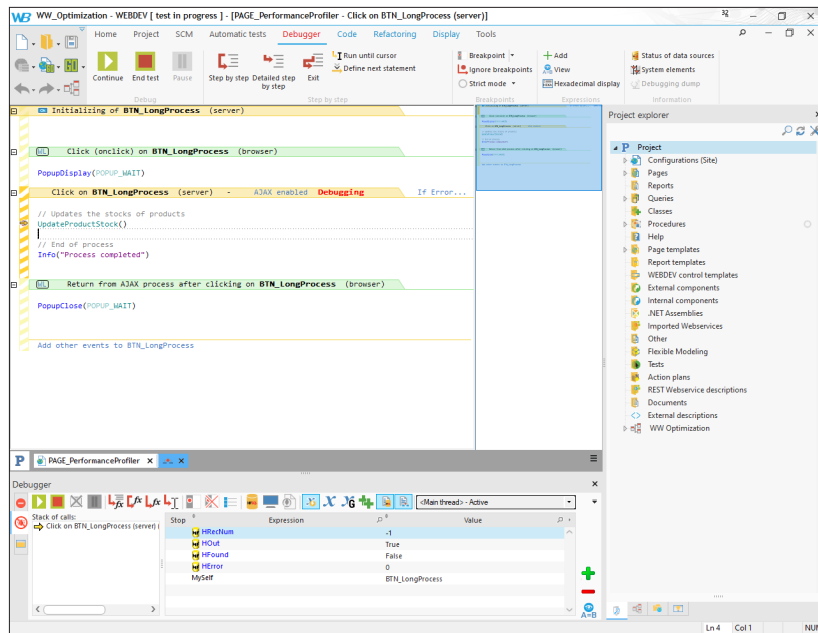 WW_Optimization - WEBDEV [ test in progress ] - [PAGE_PerformanceProfiler - Click on BTN_LongProcess (server)]
Home Project SCM Automatic tests Debugger Code Refactoring Display Tools
Continue End test Pause
Debug
Step by step Detailed step by step Exit
Run until cursor
Define next statement
Step by step
Breakpoint
Ignore breakpoints
Strict mode
Breakpoints
Add
View
Hexadecimal display
Expressions
Status of data sources
System elements
Debugging dump
Information
Initializing of BTN_LongProcess (server)
WL Click (onclick) on BTN_LongProcess (browser)
PopupDisplay(POPUP_WAIT)
Click on BTN_LongProcess (server) - AJAX enabled Debugging If Error...
// Updates the stocks of products
UpdateProductStock()
// End of process
Info("Process completed")
WL Return from AJAX process after clicking on BTN_LongProcess (browser)
PopupClose(POPUP_WAIT)
Add other events to BTN_LongProcess
Project explorer
Project
Configurations (Site)
Pages
Reports
Queries
Classes
Procedures
Help
Page templates
Report templates
WEBDEV control templates
External components
Internal components
.NET Assemblies
Imported Webservices
Other
Flexible Modeling
Tests
Action plans
REST Webservice descriptions
Documents
External descriptions
WW Optimization
PAGE_PerformanceProfiler
Debugger
<Main thread> - Active
Stack of calls:
Click on BTN_LongProcess (server) (
Stop Expression Value
HRecNum -1
HOut True
HFound False
HError 0
MySelf BTN_LongProcess
A=B
Ln 4 Col 1 NUM